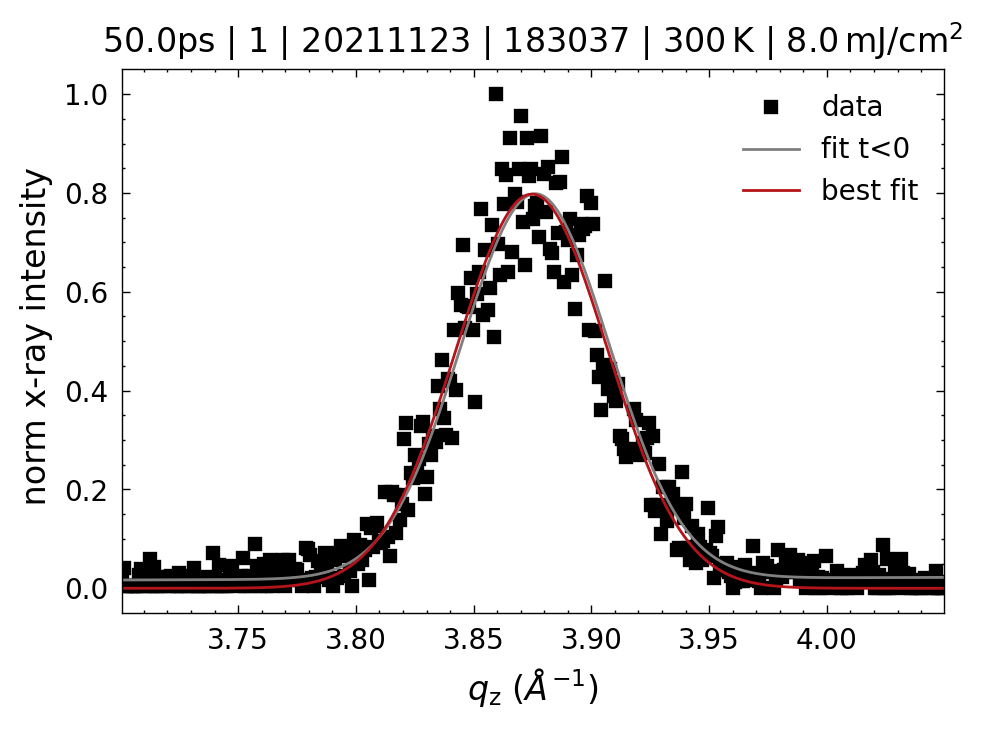 50.0ps | 1 | 20211123 | 183037 | 300 K | 8.0 mJ/cm²
data
fit t<0
best fit
norm x-ray intensity
1.0
0.8
0.6
0.4
0.2
0.0
3.75 3.80 3.85 3.90 3.95 4.00
q_z (Å⁻¹)